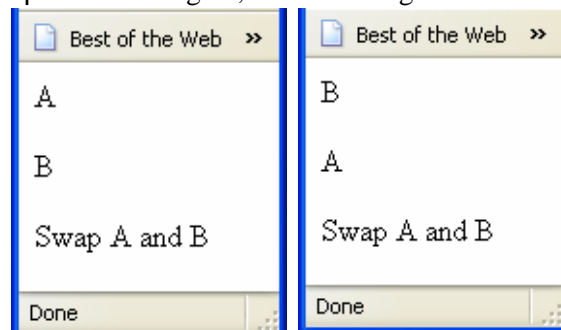 Best of the Web »
A
B
Swap A and B
Done
Best of the Web »
B
A
Swap A and B
Done